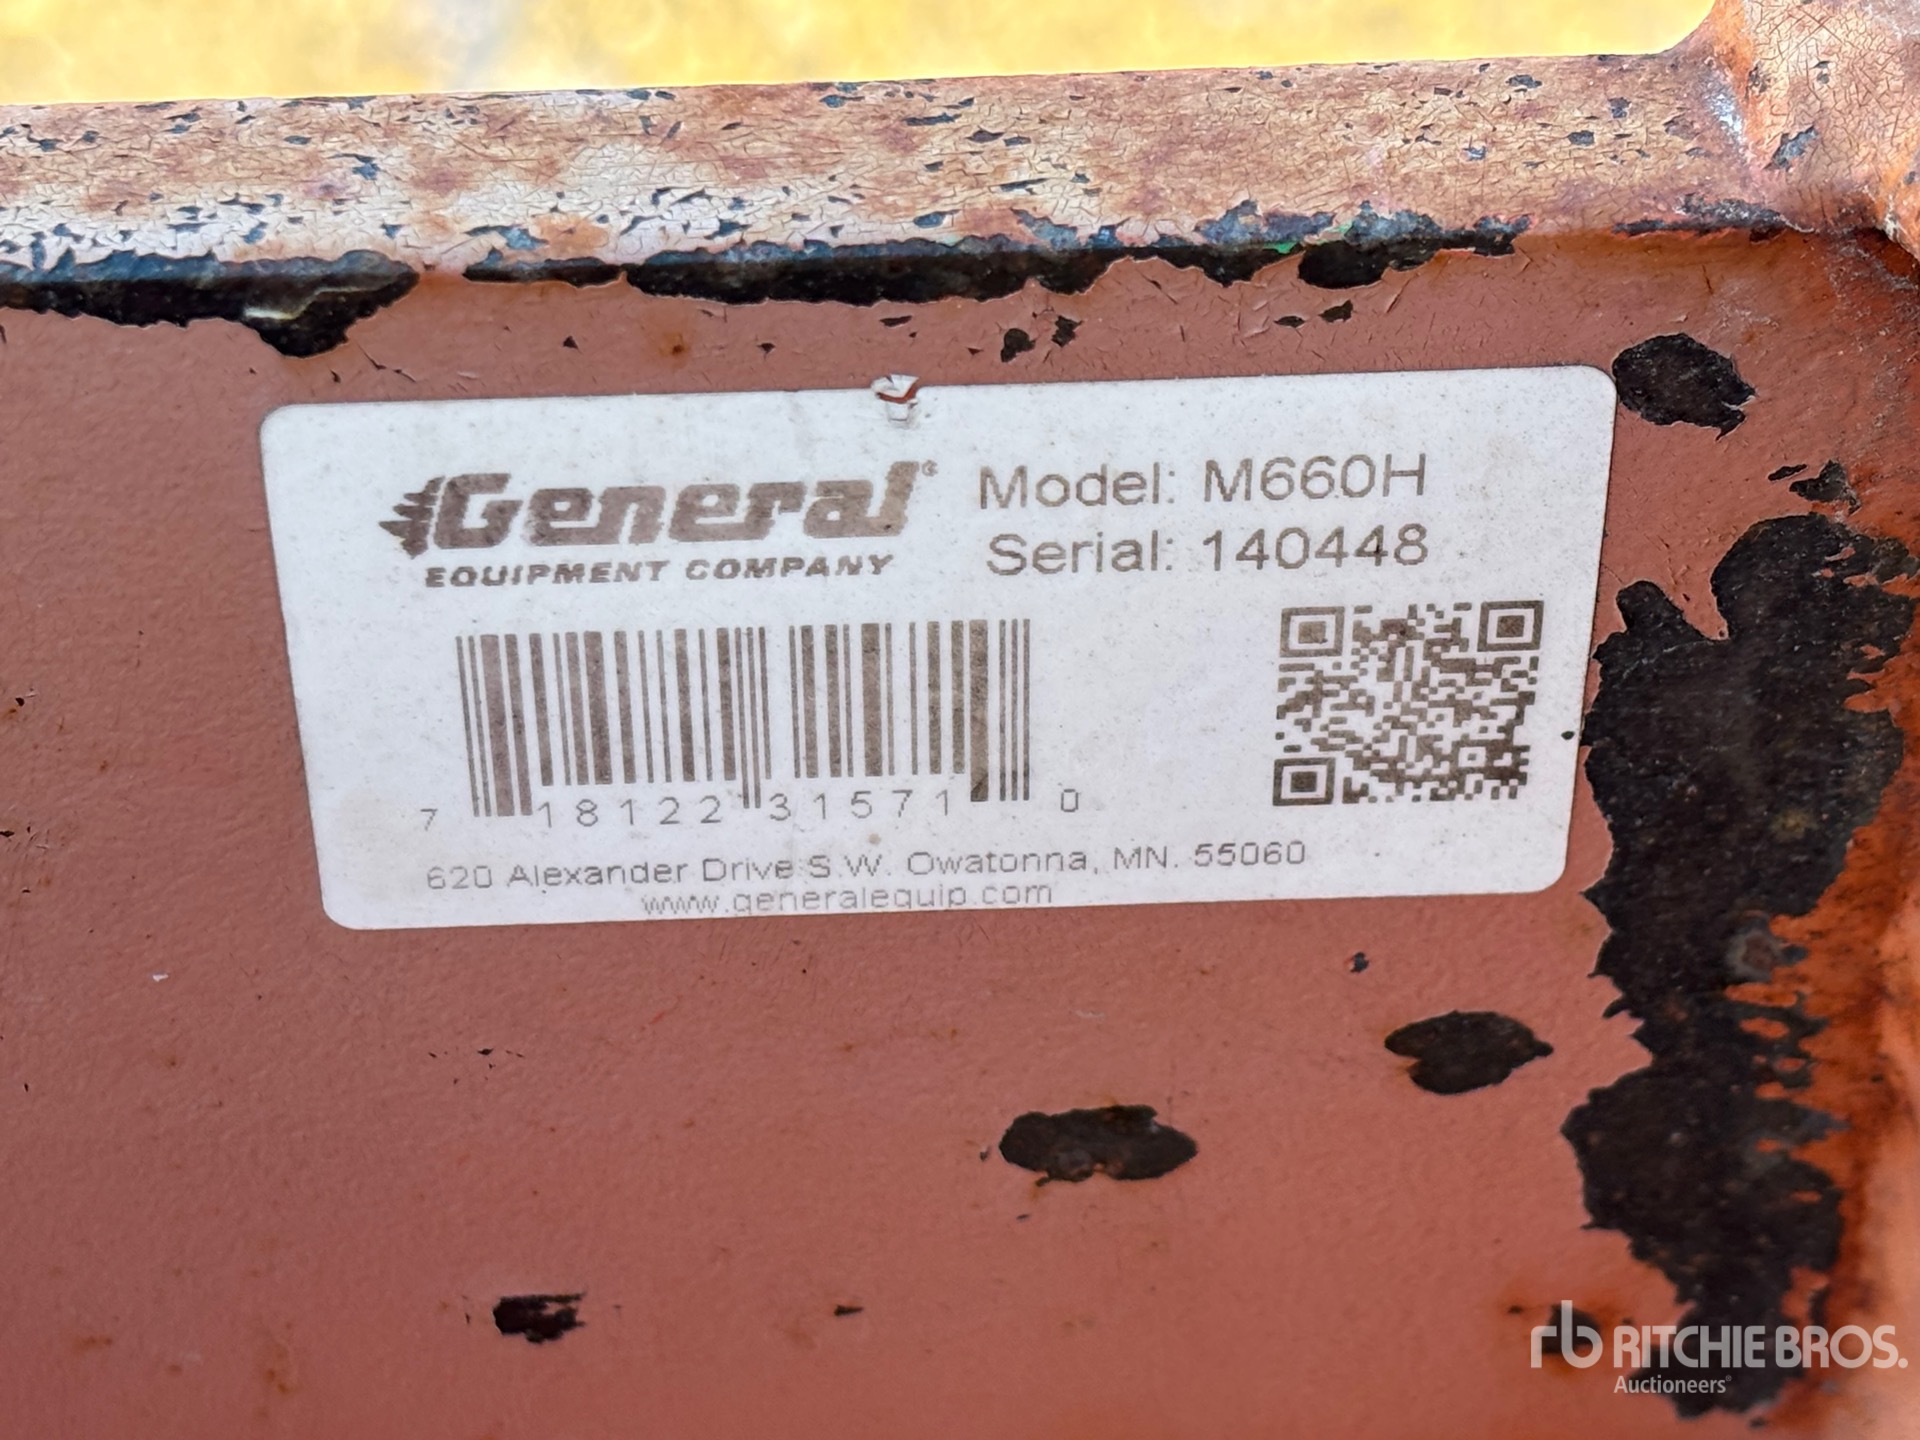 General®
EQUIPMENT COMPANY
Model: M660H
Serial: 140448
7 18122 31571 0
620 Alexander Drive S.W. Owatonna, MN. 55060
www.generalequip.com
rb RITCHIE BROS.
Auctioneers®